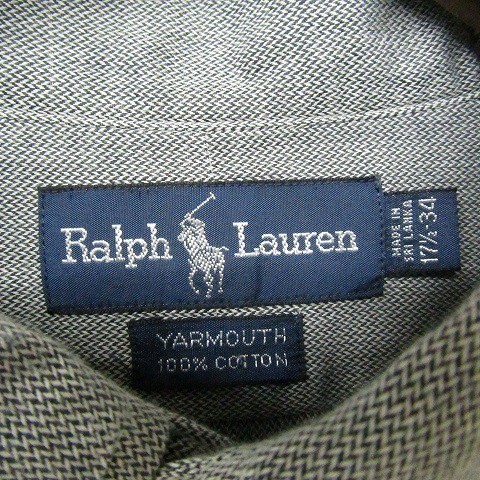 Ralph Lauren
MADE IN
SRI LANKA
17½-34
YARMOUTH
100% COTTON